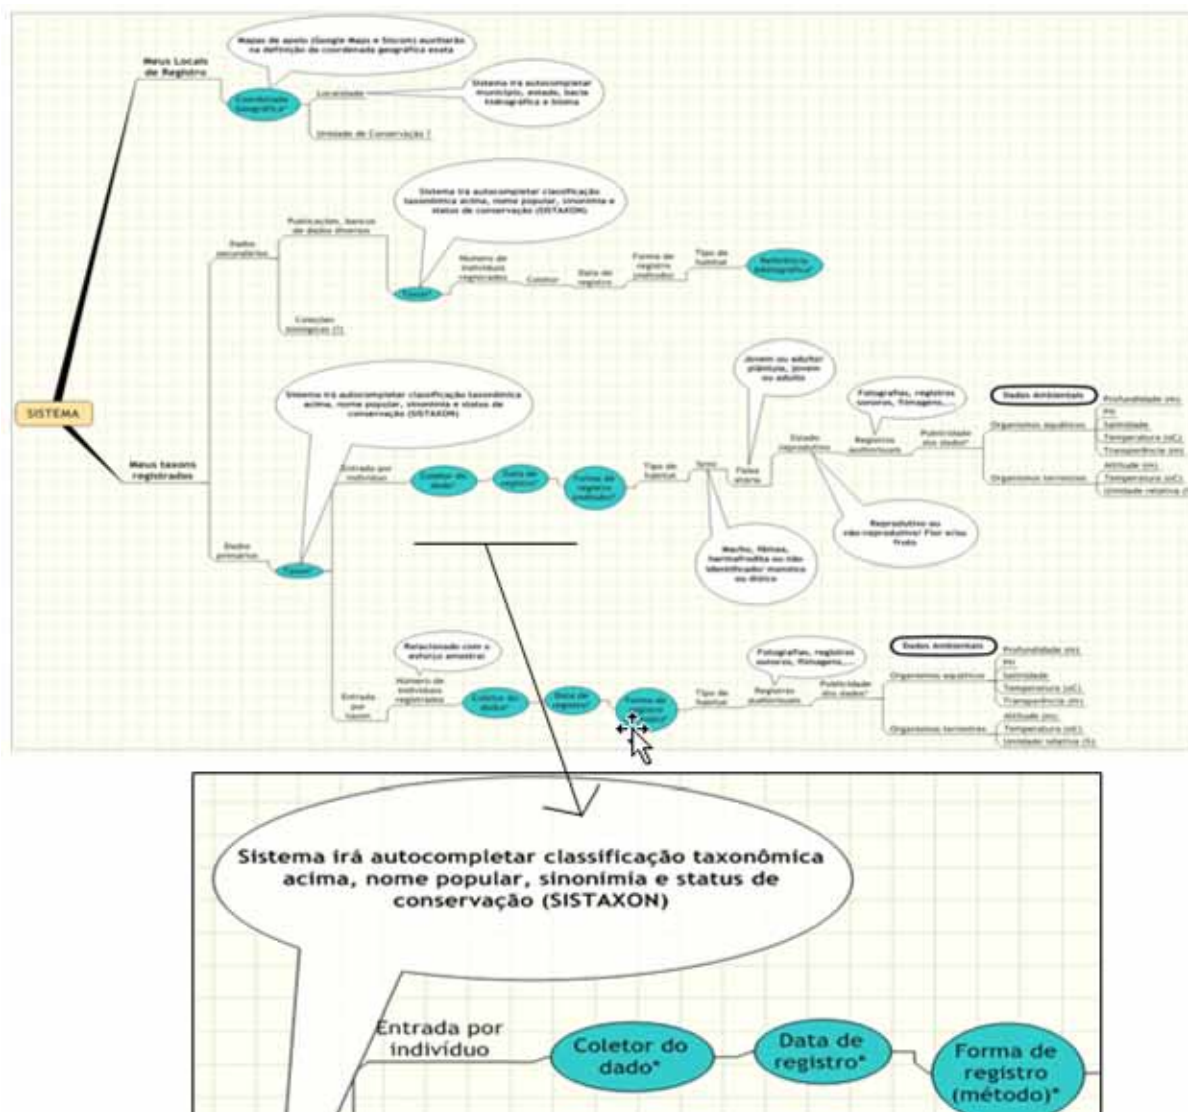 Mapas de apoio (Google Maps e Siscom) auxiliarão
na definição da coordenada geográfica exata
Meus Locais
de Registro
Coordenada
Geográfica*
Localidade
Sistema irá autocompletar
município, estado, bacia
hidrográfica e bioma
Unidade de Conservação ?
Sistema irá autocompletar classificação
taxonômica acima, nome popular, sinonímia e
status de conservação (SISTAXON)
Dados
secundários
Publicações, bancos
de dados diversos
Taxon*
Número de
indivíduos
registrados
Coletor
Data de
registro
Forma de
registro
(método)
Tipo de
habitat
Referência
bibliográfica*
Coleções
biológicas (?)
SISTEMA
Meus taxons
registrados
Sistema irá autocompletar classificação taxonômica
acima, nome popular, sinonímia e status de
conservação (SISTAXON)
Dados
primários
Taxon*
Entrada por
indivíduo
Coletor do
dado*
Data de
registro*
Forma de
registro
(método)*
Tipo de
habitat
Sexo
Macho, fêmea,
hermafrodita ou não
identificado/ monóico
ou dióico
Faixa
etária
Jovem ou adulto/
plântula, jovem
ou adulto
Estado
reprodutivo
Reprodutivo ou
não-reprodutivo/ Flor e/ou
fruto
Registros
audiovisuais
Fotografias, registros
sonoros, filmagens...
Publicidade
dos dados*
Dados Ambientais
Organismos aquáticos
Profundidade (m)
PH
Salinidade
Temperatura (oC)
Transparência (m)
Organismos terrestres
Altitude (m)
Temperatura (oC)
Umidade relativa
Entrada
por
taxon
Relacionado com o
esforço amostral
Número de
indivíduos
registrados
Coletor do
dado*
Data de
registro*
Forma de
registro
Tipo de
habitat
Registros
audiovisuais
Fotografias, registros
sonoros, filmagens,...
Publicidade
dos dados*
Dados Ambientais
Organismos aquáticos
Profundidade (m)
PH
Salinidade
Temperatura (oC)
Transparência (m)
Organismos terrestres
Altitude (m)
Temperatura (oC)
Umidade relativa (%)
Sistema irá autocompletar classificação taxonômica
acima, nome popular, sinonímia e status de
conservação (SISTAXON)
Entrada por
indivíduo
Coletor do
dado*
Data de
registro*
Forma de
registro
(método)*